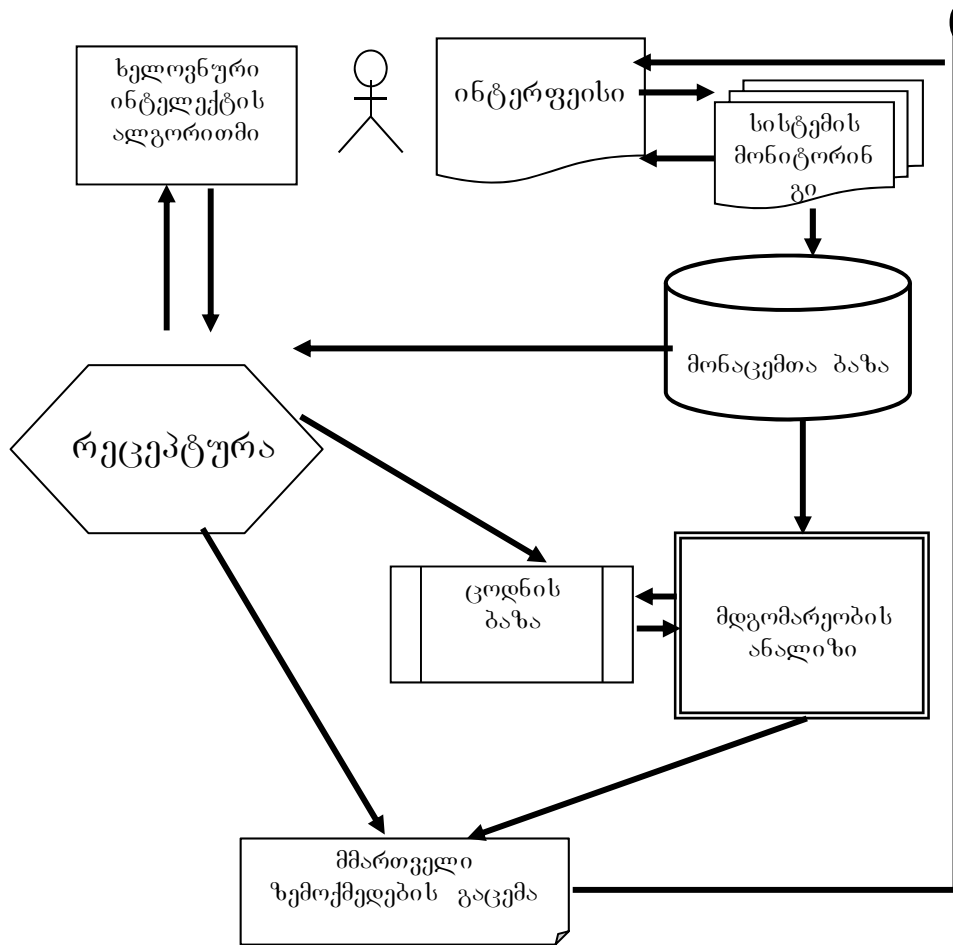 ხელოვნური
ინტელექტის
ალგორითმი
ინტერფეისი
სისტემის
მონიტორინ
გი
მონაცემთა ბაზა
რეცეპტურა
ცოდნის
ბაზა
მდგომარეობის
ანალიზი
მმართველი
ზემოქმედების გაცემა